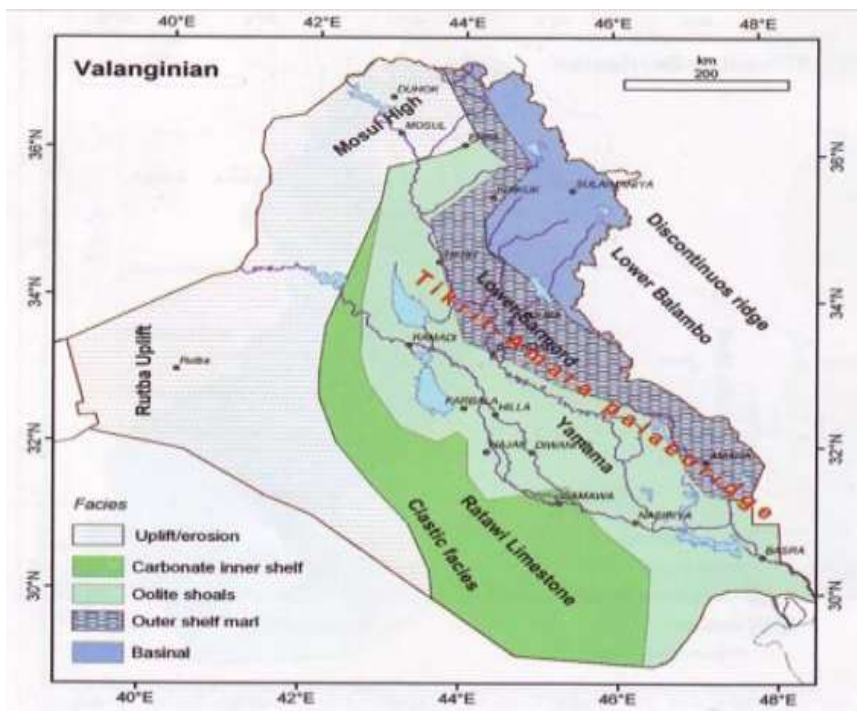 40°E 42°E 44°E 46°E 48°E
Valanginian
km
200
DUHOK
Mosul High
MOSUL
36°N
36°N
KIRKUK
SULAIMANIYA
Discontinuos ridge
Lower Balambo
TIKRIT
34°N
34°N
Tikrit-Amara palaeoridge
Lower Sarmord
RAMADI
Rutba Uplift
Rutba
KARBALA
HILLA
Yamama
32°N
32°N
NAJAF
DIWANIYA
AMARA
SAMAWA
NASIRIYA
Ratawi Limestone
Clastic facies
BASRA
30°N
30°N
Facies
Uplift/erosion
Carbonate inner shelf
Oolite shoals
Outer shelf marl
Basinal
40°E 42°E 44°E 46°E 48°E